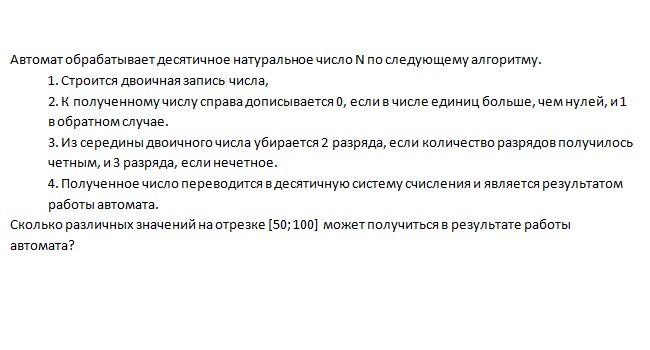 Автомат обрабатывает десятичное натуральное число N по следующему алгоритму.
1. Строится двоичная запись числа,
2. К полученному числу справа дописывается 0, если в числе единиц больше, чем нулей, и 1
в обратном случае.
3. Из середины двоичного числа убирается 2 разряда, если количество разрядов получилось
четным, и 3 разряда, если нечетное.
4. Полученное число переводится в десятичную систему счисления и является результатом
работы автомата.
Сколько различных значений на отрезке [50; 100] может получиться в результате работы
автомата?